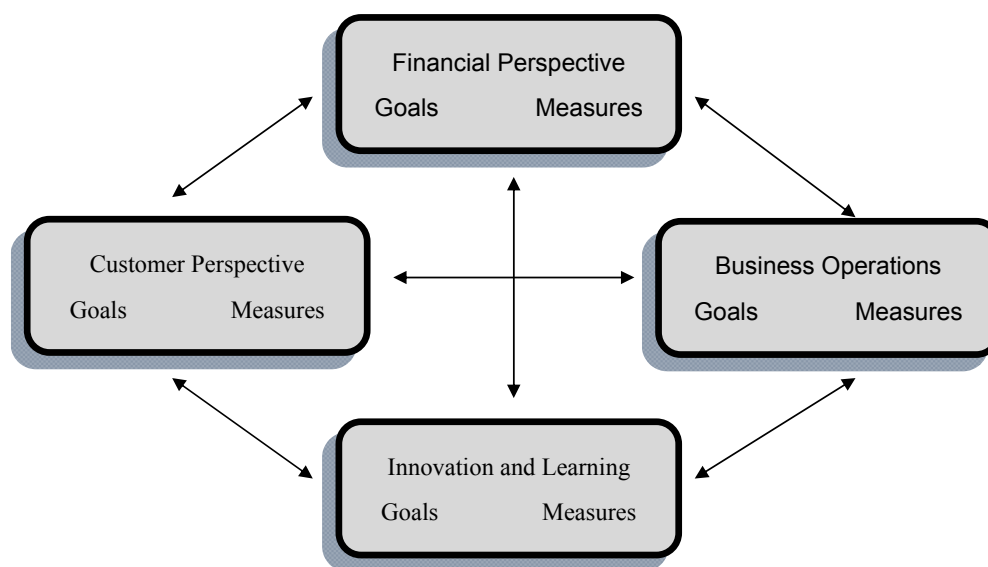 Financial Perspective
Goals Measures
Customer Perspective
Goals Measures
Business Operations
Goals Measures
Innovation and Learning
Goals Measures